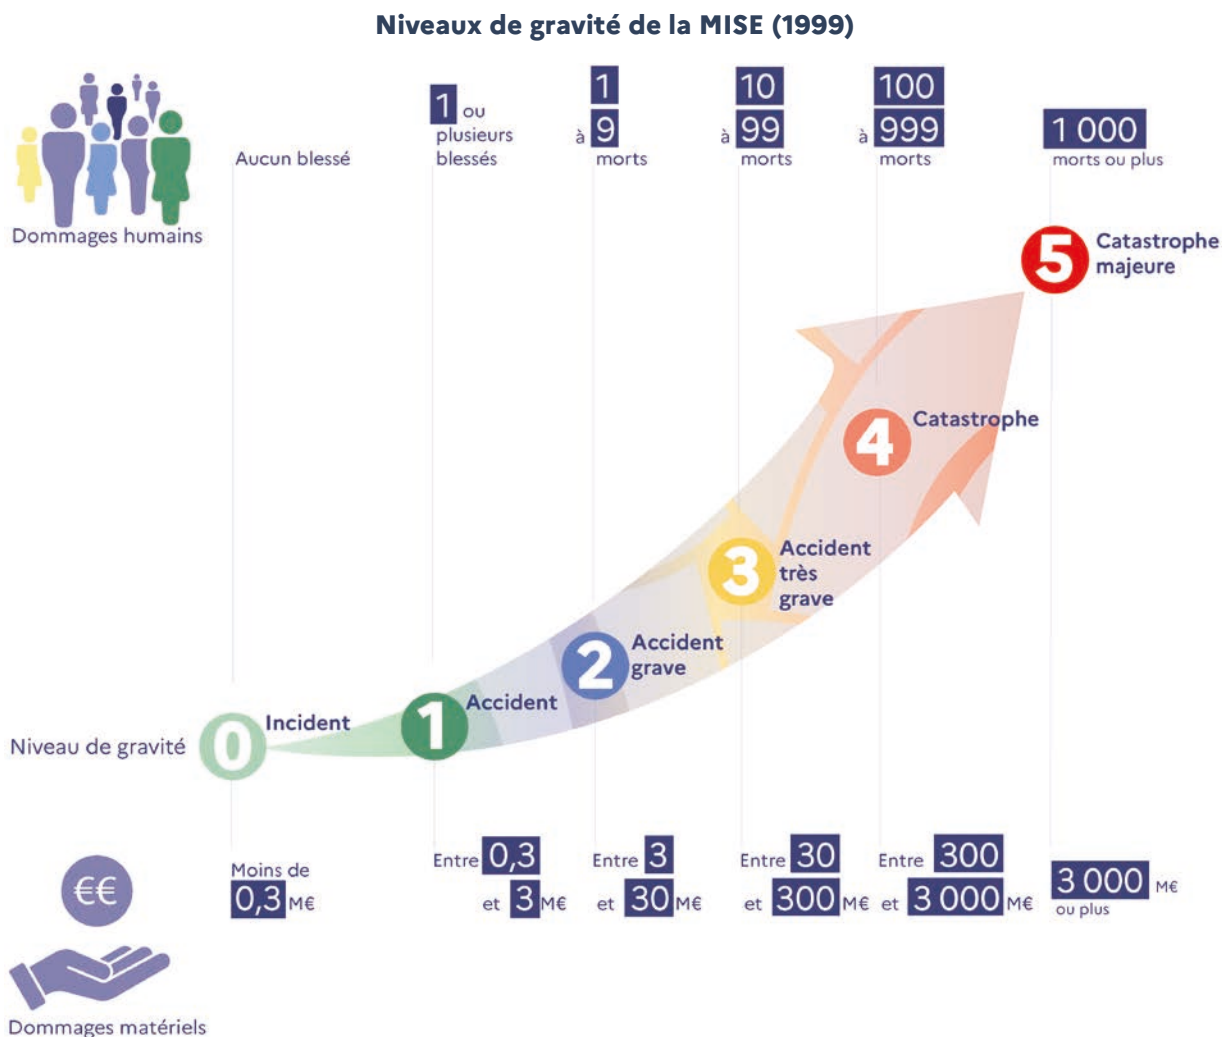 Niveaux de gravité de la MISE (1999)
Dommages humains
Aucun blessé
1 ou
plusieurs
blessés
1
à 9
morts
10
à 99
morts
100
à 999
morts
1 000
morts ou plus
5 Catastrophe
majeure
4 Catastrophe
3 Accident
très
grave
2 Accident
grave
1 Accident
Niveau de gravité 0 Incident
€€
Dommages matériels
Moins de
0,3 M€
Entre 0,3
et 3 M€
Entre 3
et 30 M€
Entre 30
et 300 M€
Entre 300
et 3 000 M€
3 000 M€
ou plus